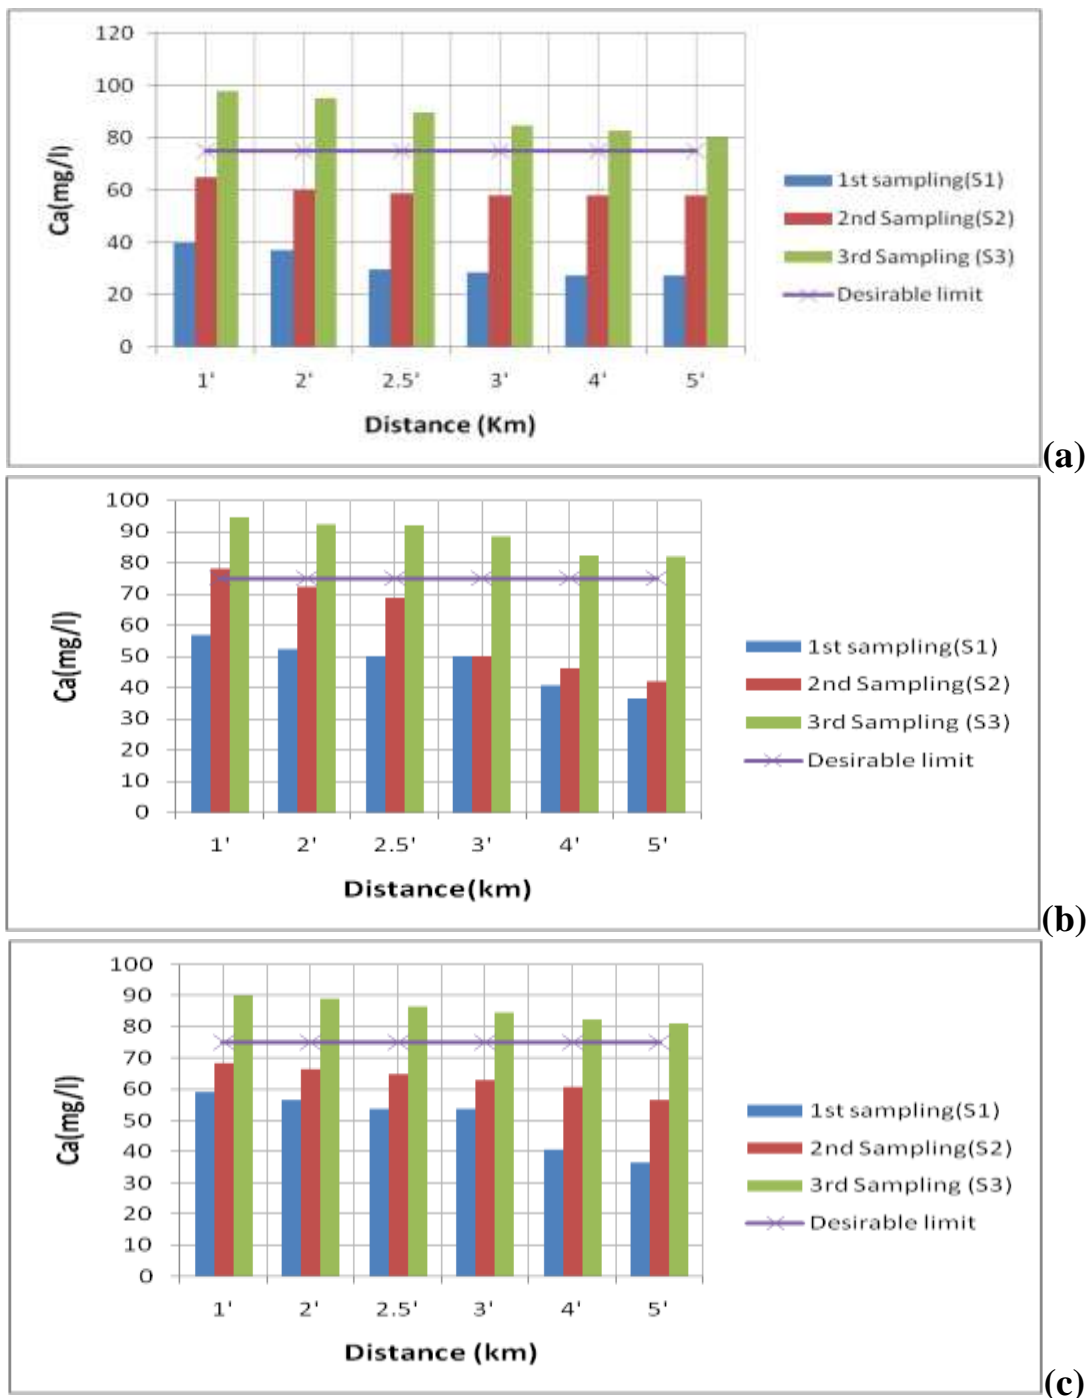 120
100
80
60
40
20
0
Ca(mg/l)
1' 2' 2.5' 3' 4' 5'
Distance (Km)
1st sampling(S1)
2nd Sampling(S2)
3rd Sampling (S3)
Desirable limit
(a)
100
90
80
70
60
50
40
30
20
10
0
Ca(mg/l)
1' 2' 2.5' 3' 4' 5'
Distance(km)
1st sampling(S1)
2nd Sampling(S2)
3rd Sampling (S3)
Desirable limit
(b)
100
90
80
70
60
50
40
30
20
10
0
Ca(mg/l)
1' 2' 2.5' 3' 4' 5'
Distance (km)
1st sampling(S1)
2nd Sampling(S2)
3rd Sampling (S3)
Desirable limit
(c)